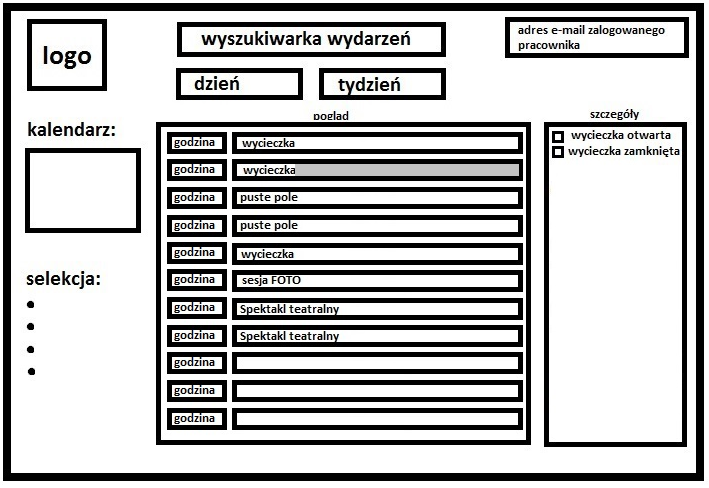 logo
wyszukiwarka wydarzeń
adres e-mail zalogowanego
pracownika
dzień
tydzień
kalendarz:
pogląd
szczegóły
godzina wycieczka
godzina wycieczka
godzina puste pole
godzina puste pole
godzina wycieczka
godzina sesja FOTO
godzina Spektakl teatralny
godzina Spektakl teatralny
godzina
godzina
godzina
wycieczka otwarta
wycieczka zamknięta
selekcja: